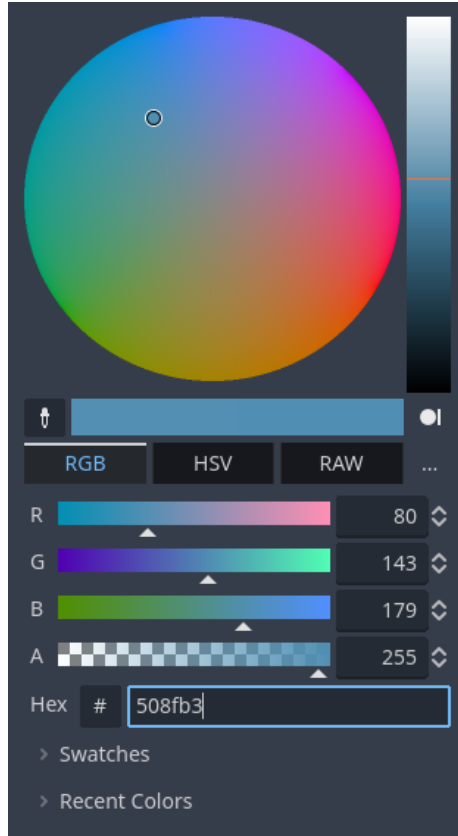 RGB HSV RAW ...
R 80
G 143
B 179
A 255
Hex # 508fb3
Swatches
Recent Colors